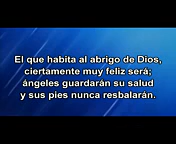 El que habita al abrigo de Dios,
ciertamente muy feliz será;
ángeles guardarán su salud
y sus pies nunca resbalarán.